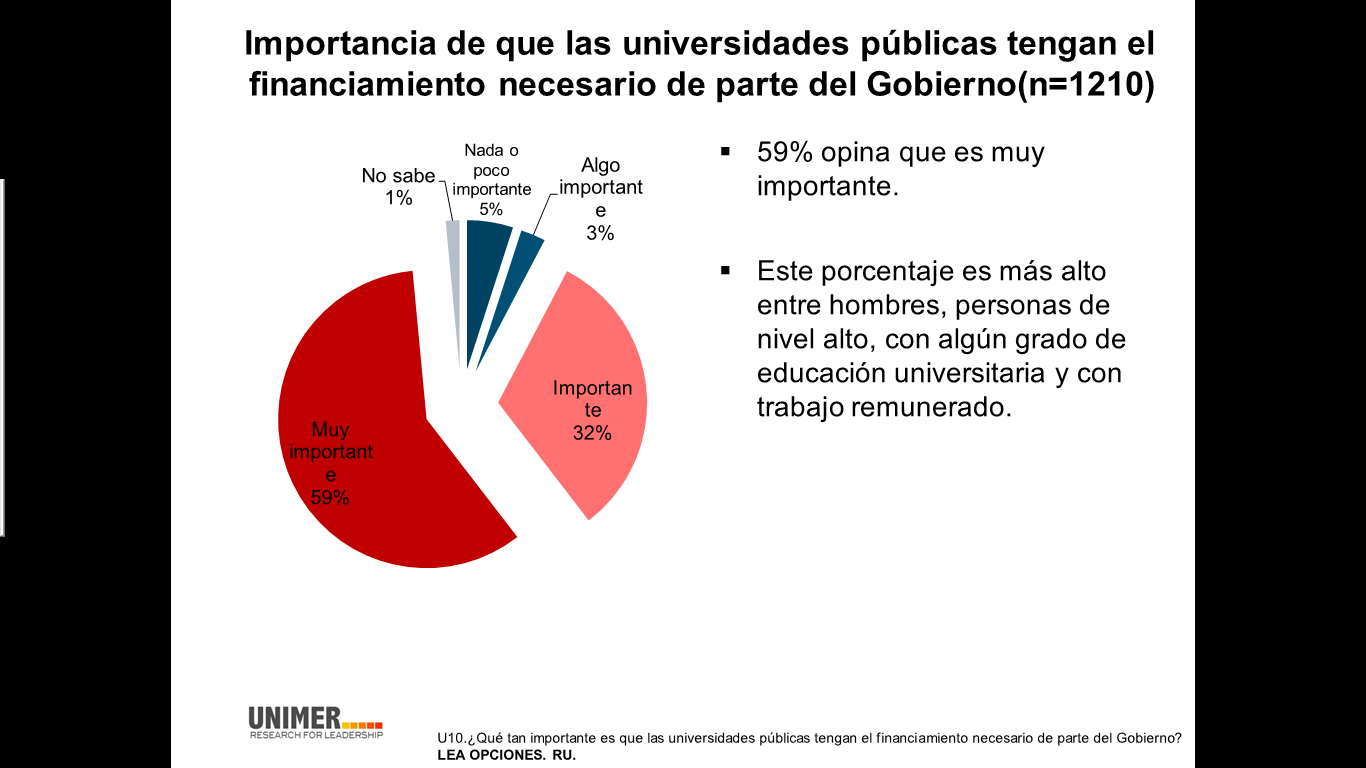 Importancia de que las universidades públicas tengan el
financiamiento necesario de parte del Gobierno(n=1210)
No sabe
1%
Nada o
poco
importante
5%
Algo
important
e
3%
Importan
te
32%
Muy
important
e
59%
▪ 59% opina que es muy
importante.
▪ Este porcentaje es más alto
entre hombres, personas de
nivel alto, con algún grado de
educación universitaria y con
trabajo remunerado.
UNIMER
RESEARCH FOR LEADERSHIP
U10.¿Qué tan importante es que las universidades públicas tengan el financiamiento necesario de parte del Gobierno?
LEA OPCIONES. RU.